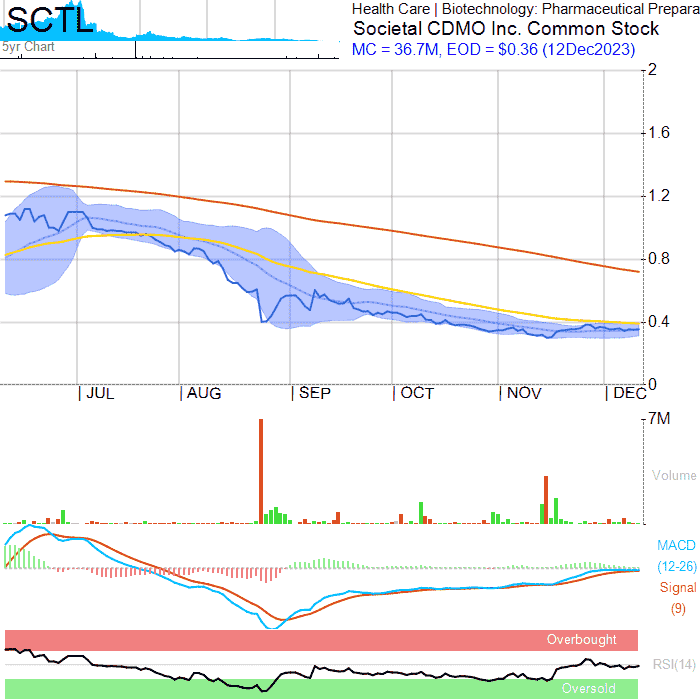 SCTL
5yr Chart
Health Care | Biotechnology: Pharmaceutical Prepara
Societal CDMO Inc. Common Stock
MC = 36.7M, EOD = $0.36 (12Dec2023)
2
1.6
1.2
0.8
0.4
0
| JUL | AUG | SEP | OCT | NOV | DEC
7M
Volume
MACD
(12-26)
Signal
(9)
Overbought
RSI(14)
Oversold